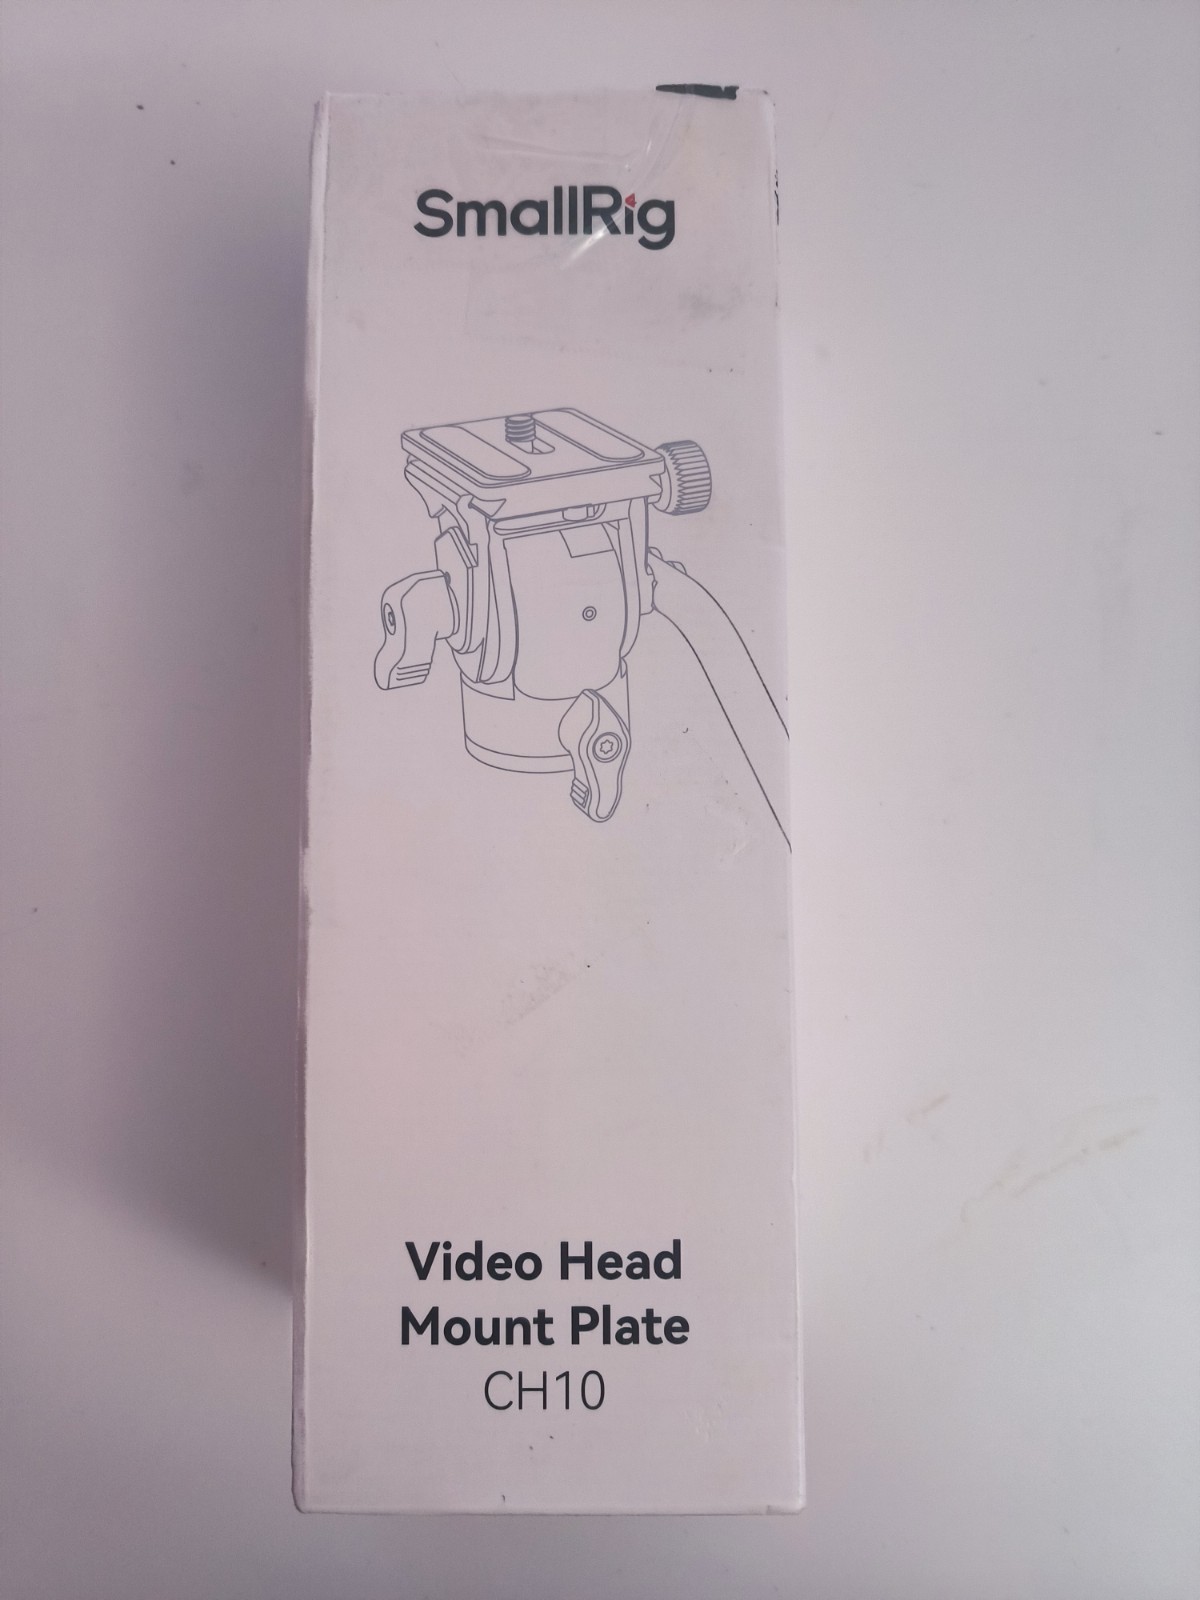 SmallRig
Video Head
Mount Plate
CH10